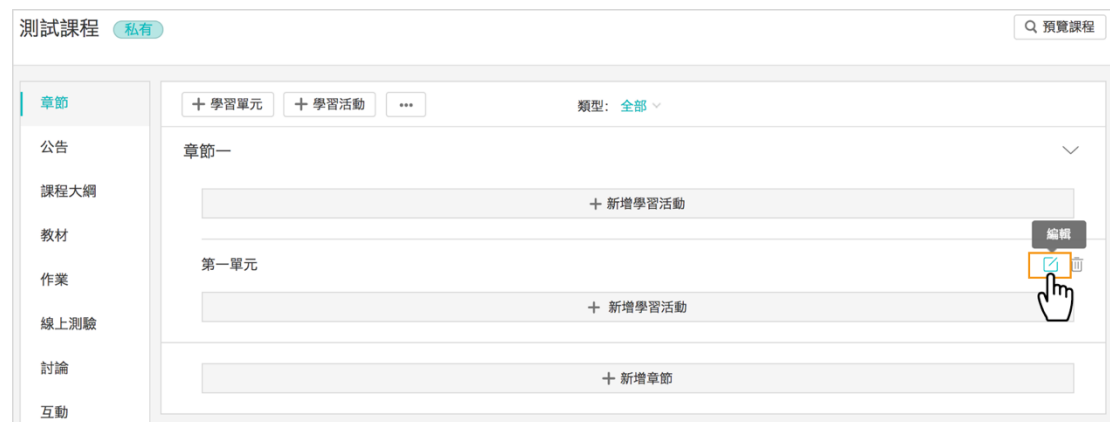 測試課程 私有 預覽課程
章節
學習單元 學習活動 ··· 類型: 全部
公告
章節一
課程大綱
新增學習活動
教材
編輯
第一單元
作業
新增學習活動
線上測驗
討論
新增章節
互動